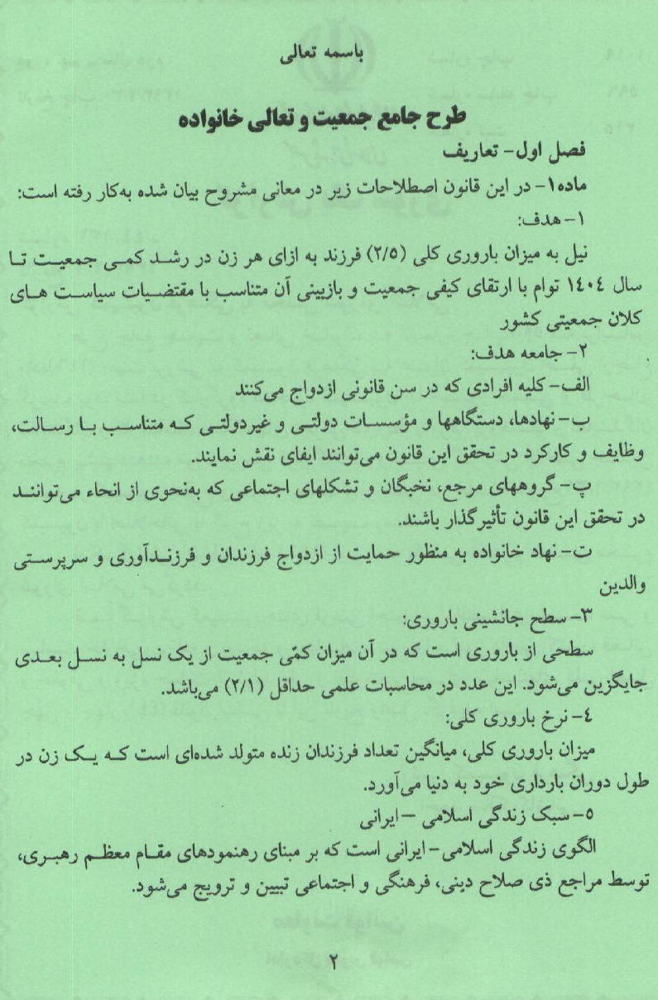 باسمه تعالی
طرح جامع جمعیت و تعالی خانواده
فصل اول- تعاریف
ماده۱- در این قانون اصطلاحات زیر در معانی مشروح بیان شده به‌کار رفته است:
۱- هدف:
نیل به میزان باروری کلی (۲/۵) فرزند به ازای هر زن در رشد کمی جمعیت تا
سال ۱۴۰۴ توام با ارتقای کیفی جمعیت و بازبینی آن متناسب با مقتضیات سیاست های
کلان جمعیتی کشور
۲- جامعه هدف:
الف- کلیه افرادی که در سن قانونی ازدواج می‌کنند
ب- نهادها، دستگاهها و مؤسسات دولتی و غیردولتی که متناسب با رسالت،
وظایف و کارکرد در تحقق این قانون می‌توانند ایفای نقش نمایند.
پ- گروههای مرجع، نخبگان و تشکلهای اجتماعی که به‌نحوی از انحاء می‌توانند
در تحقق این قانون تأثیرگذار باشند.
ت- نهاد خانواده به منظور حمایت از ازدواج فرزندان و فرزندآوری و سرپرستی
والدین
۳- سطح جانشینی باروری:
سطحی از باروری است که در آن میزان کمّی جمعیت از یک نسل به نسل بعدی
جایگزین می‌شود. این عدد در محاسبات علمی حداقل (۲/۱) می‌باشد.
۴- نرخ باروری کلی:
میزان باروری کلی، میانگین تعداد فرزندان زنده متولد شده‌ای است که یک زن در
طول دوران بارداری خود به دنیا می‌آورد.
۵- سبک زندگی اسلامی – ایرانی
الگوی زندگی اسلامی- ایرانی است که بر مبنای رهنمودهای مقام معظم رهبری،
توسط مراجع ذی صلاح دینی، فرهنگی و اجتماعی تبیین و ترویج می‌شود.
۲